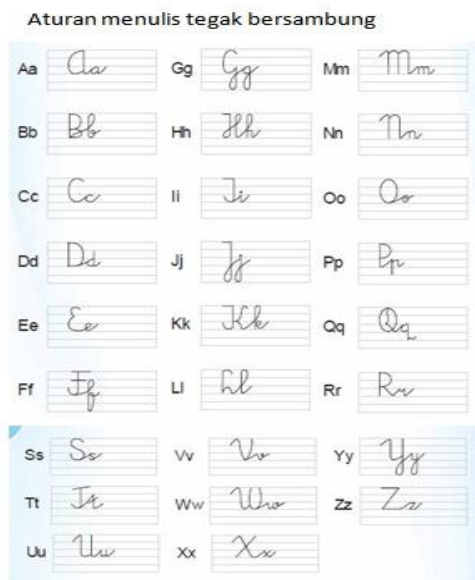 Aturan menulis tegak bersambung
Aa Aa Gg Gg Mm Mm
Bb Bb Hh Hh Nn Nn
Cc Cc Ii Ii Oo Oo
Dd Dd Jj Jj Pp Pp
Ee Ee Kk Kk Qq Qq
Ff Ff Ll Ll Rr Rr
Ss Ss Vv Vv Yy Yy
Tt Tt Ww Ww Zz Zz
Uu Uu Xx Xx